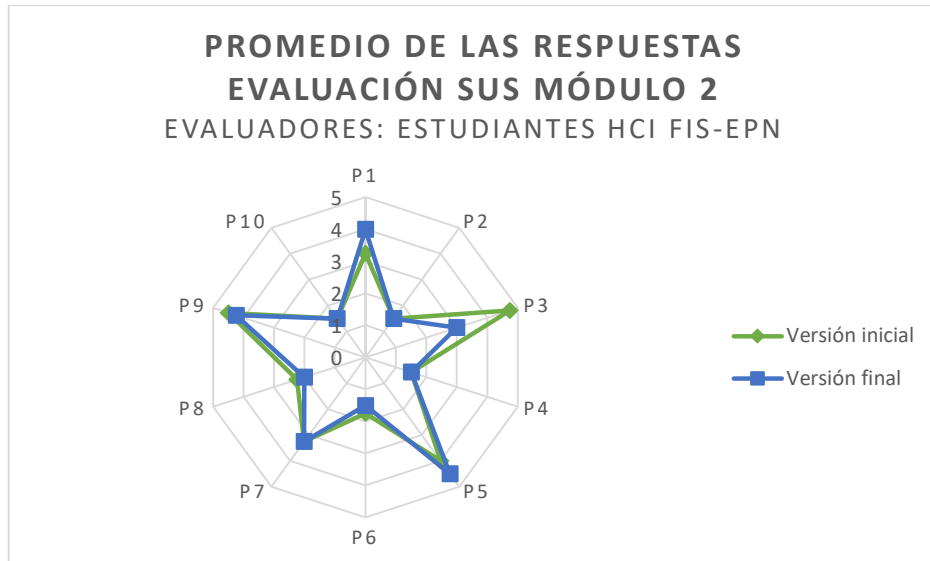 PROMEDIO DE LAS RESPUESTAS
EVALUACIÓN SUS MÓDULO 2
EVALUADORES: ESTUDIANTES HCI FIS-EPN
P1
P2
P3
P4
P5
P6
P7
P8
P9
P10
5
4
3
2
1
0
Versión inicial
Versión final